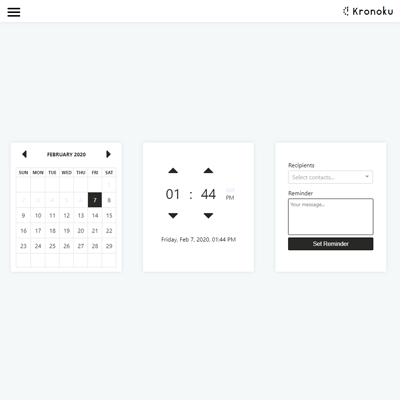 Kronoku
FEBRUARY 2020
SUN MON TUE WED THU FRI SAT
1
2 3 4 5 6 7 8
9 10 11 12 13 14 15
16 17 18 19 20 21 22
23 24 25 26 27 28 29
01 : 44
PM
Friday, Feb 7, 2020, 01:44 PM
Recipients
Select contacts...
Reminder
Your message...
Set Reminder